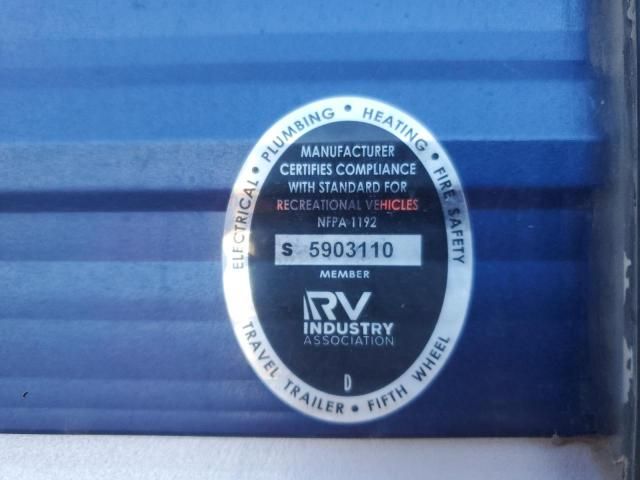 ELECTRICAL • PLUMBING • HEATING • FIRE SAFETY
MANUFACTURER
CERTIFIES COMPLIANCE
WITH STANDARD FOR
RECREATIONAL VEHICLES
NFPA 1192
S 5903110
MEMBER
RV
INDUSTRY
ASSOCIATION
D
TRAVEL TRAILER • FIFTH WHEEL